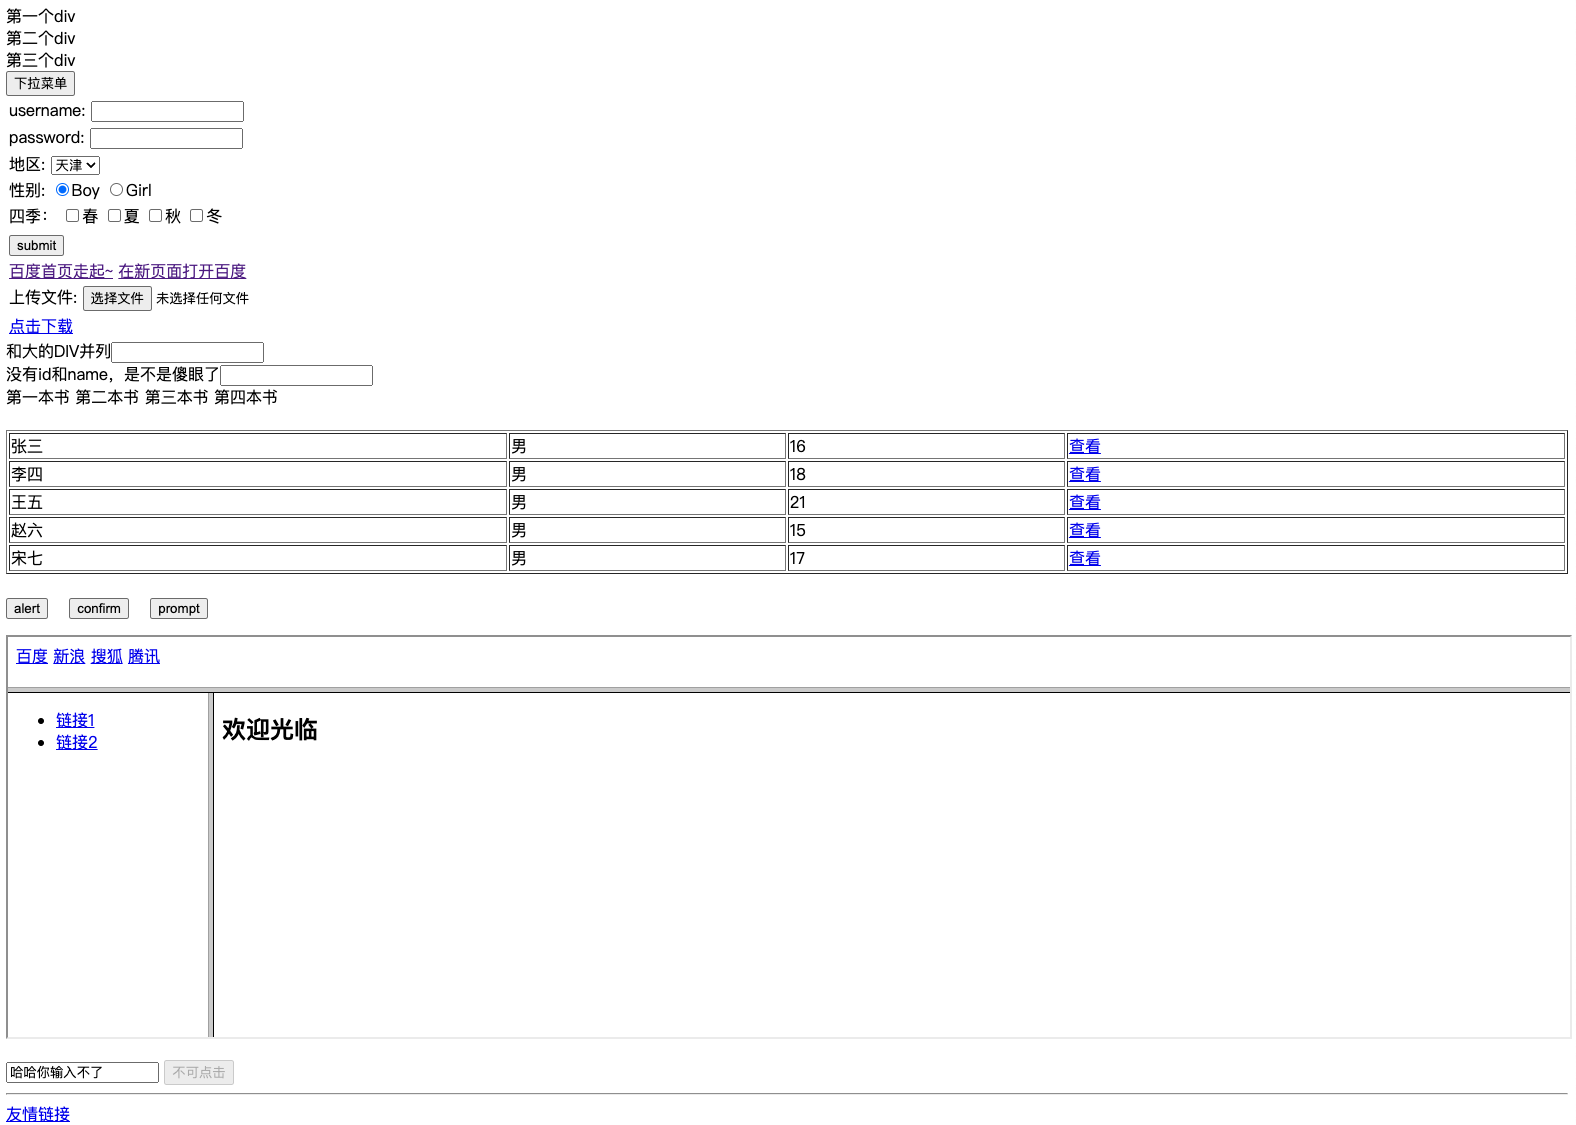 第一个div
第二个div
第三个div
下拉菜单
username:
password:
地区: 天津
性别: Boy Girl
四季： 春 夏 秋 冬
submit
百度首页走起~ 在新页面打开百度
上传文件: 选择文件 未选择任何文件
点击下载
和大的DIV并列
没有id和name，是不是傻眼了
第一本书 第二本书 第三本书 第四本书
张三 男 16 查看
李四 男 18 查看
王五 男 21 查看
赵六 男 15 查看
宋七 男 17 查看
alert confirm prompt
百度 新浪 搜狐 腾讯
链接1
链接2
欢迎光临
哈哈你输入不了 不可点击
友情链接